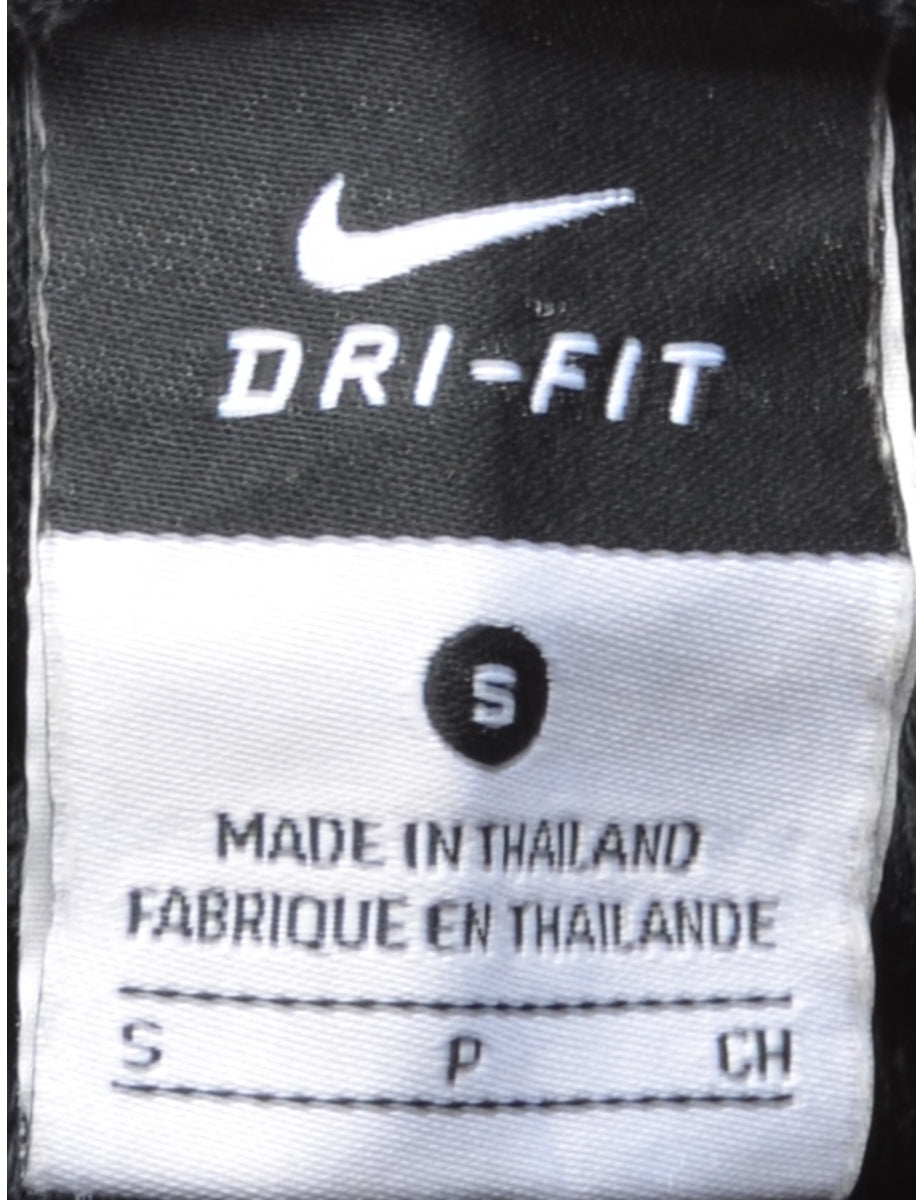 DRI-FIT
S
MADE IN THAILAND
FABRIQUE EN THAILANDE
S P CH